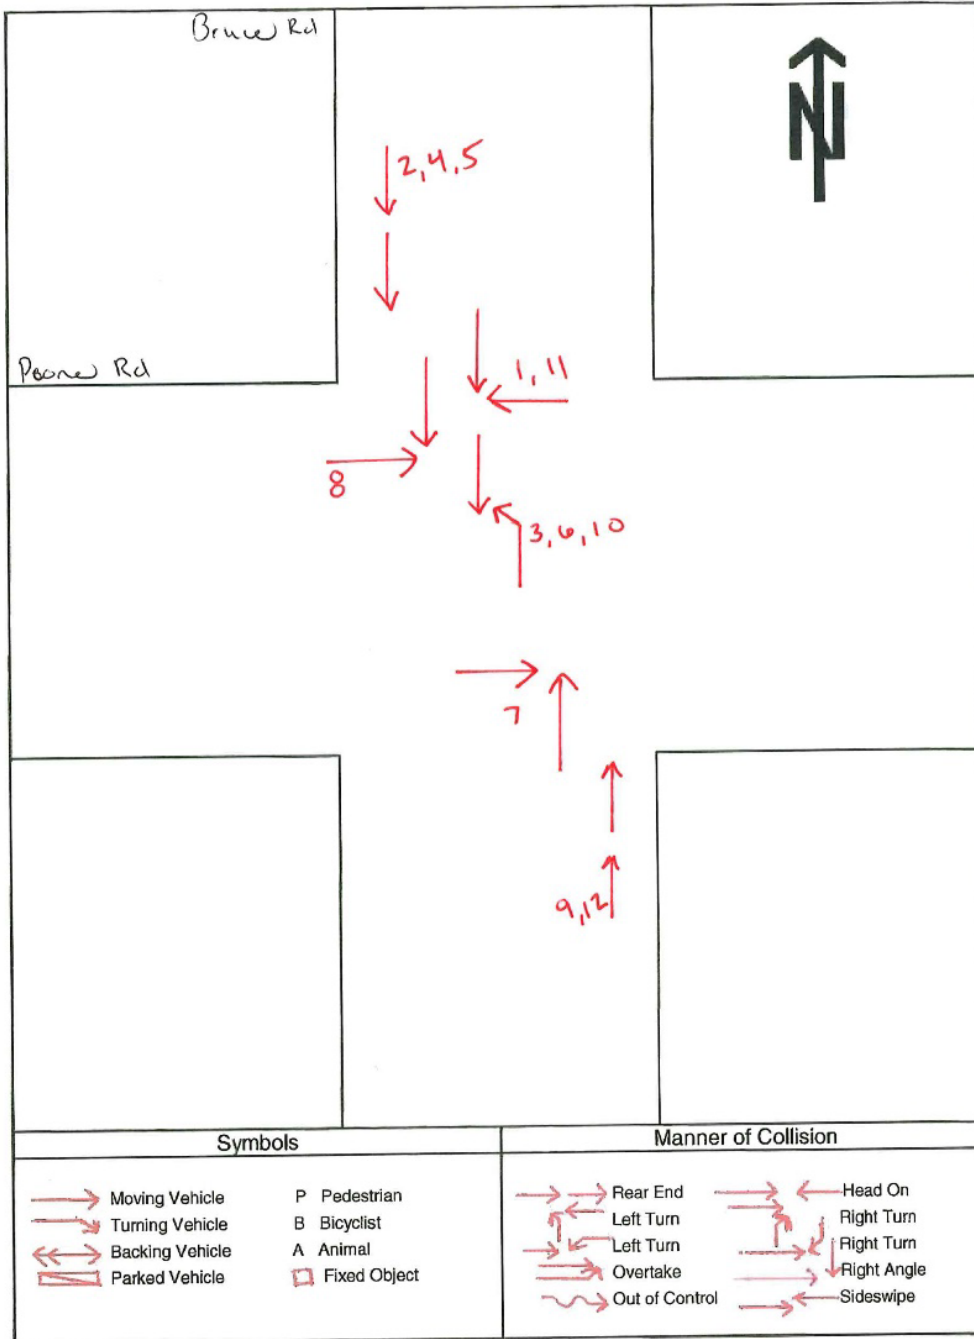 Bruce Rd
N
2,4,5
Poone Rd
1,11
8
3,6,10
7
9,12
Symbols
Moving Vehicle
Turning Vehicle
Backing Vehicle
Parked Vehicle
P Pedestrian
B Bicyclist
A Animal
Fixed Object
Manner of Collision
Rear End
Left Turn
Left Turn
Overtake
Out of Control
Head On
Right Turn
Right Turn
Right Angle
Sideswipe